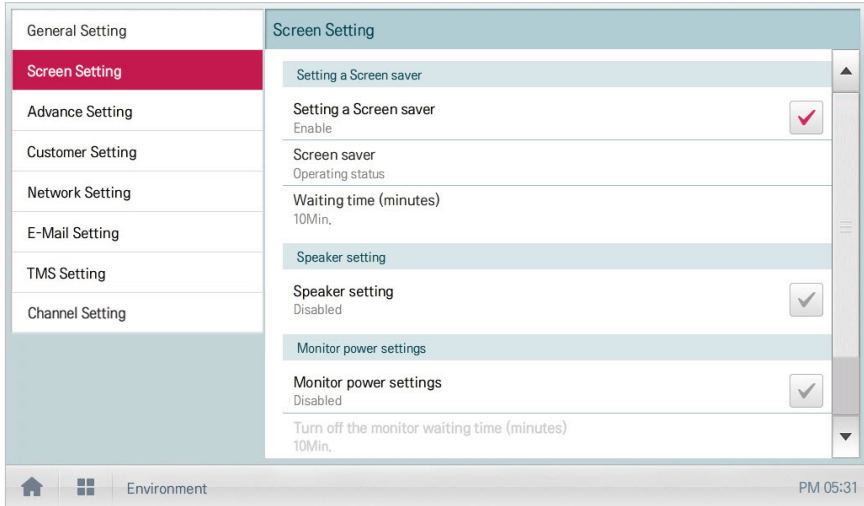 General Setting
Screen Setting
Advance Setting
Customer Setting
Network Setting
E-Mail Setting
TMS Setting
Channel Setting
Screen Setting
Setting a Screen saver
Setting a Screen saver
Enable
Screen saver
Operating status
Waiting time (minutes)
10Min.
Speaker setting
Speaker setting
Disabled
Monitor power settings
Monitor power settings
Disabled
Turn off the monitor waiting time (minutes)
10Min.
Environment
PM 05:31